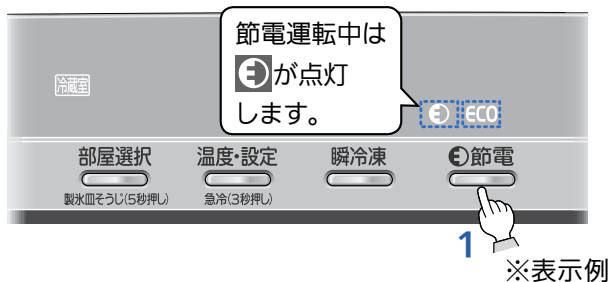 節電運転中は
が点灯
します。
冷蔵室
ECO
部屋選択
温度・設定
瞬冷凍
節電
製氷皿そうじ(5秒押し)
急冷(3秒押し)
1
※表示例